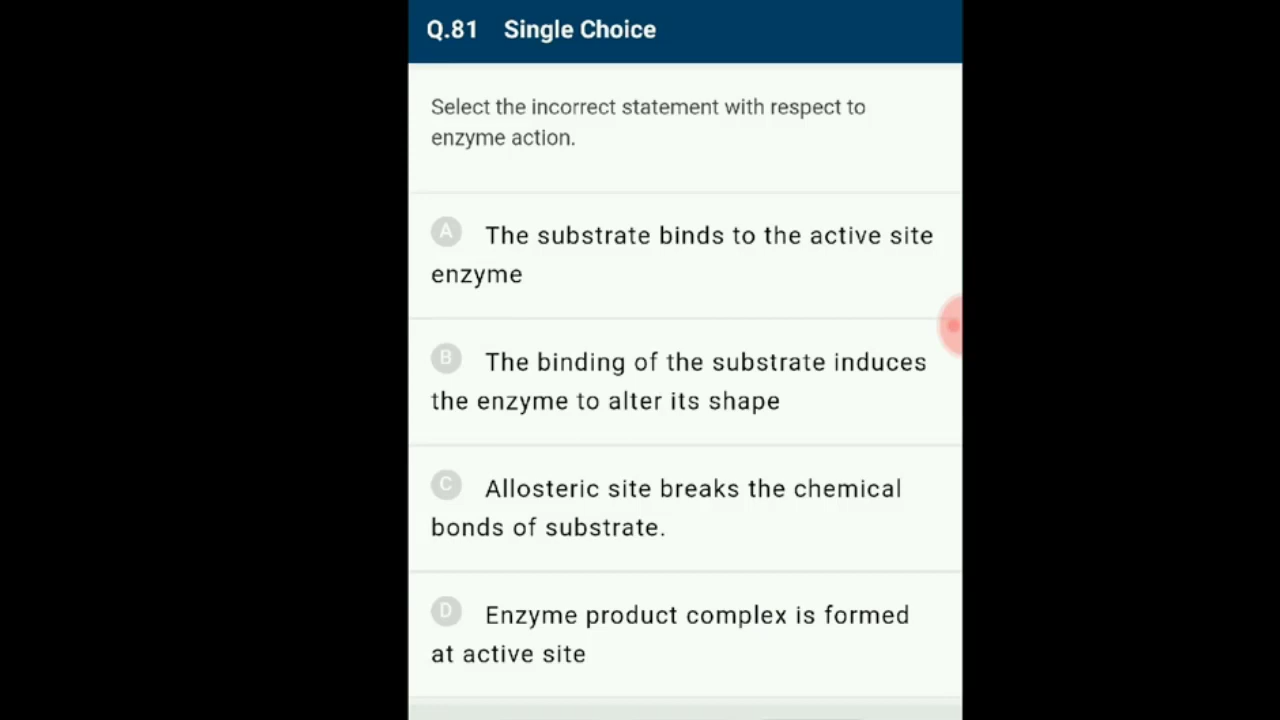 Q.81 Single Choice
Select the incorrect statement with respect to
enzyme action.
A The substrate binds to the active site
enzyme
B The binding of the substrate induces
the enzyme to alter its shape
C Allosteric site breaks the chemical
bonds of substrate.
D Enzyme product complex is formed
at active site